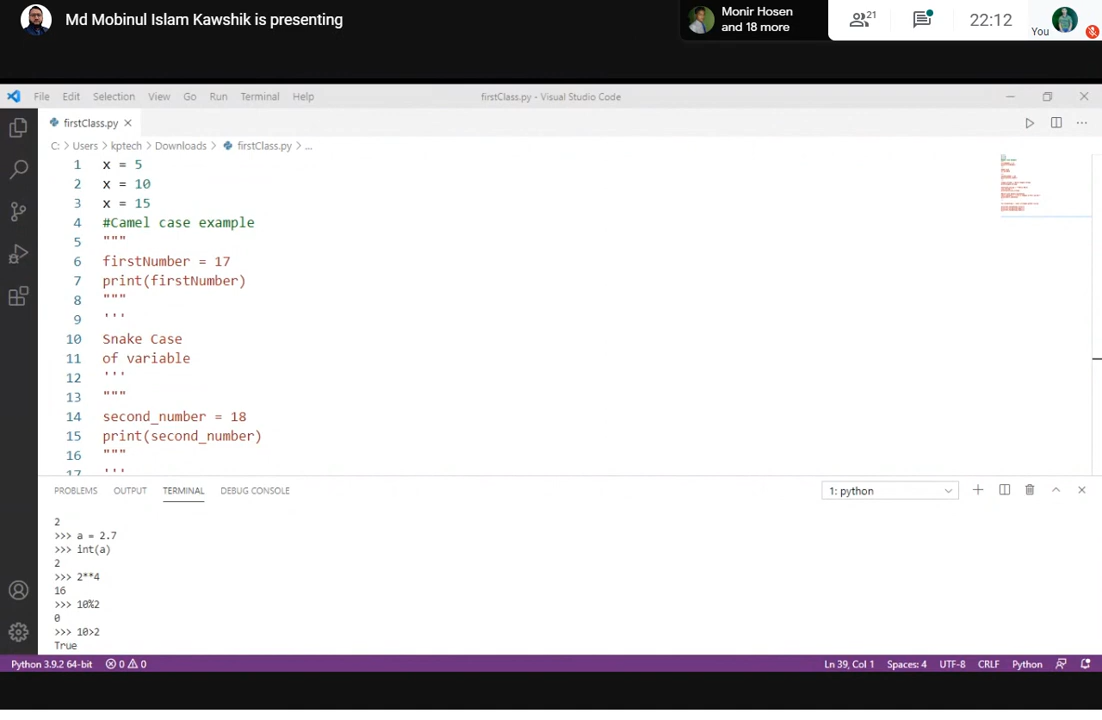 Md Mobinul Islam Kawshik is presenting
Monir Hosen
and 18 more
21
22:12
You
File Edit Selection View Go Run Terminal Help
firstClass.py - Visual Studio Code
firstClass.py
C: > Users > kptech > Downloads > firstClass.py > ...
1 x = 5
2 x = 10
3 x = 15
4 #Camel case example
5 """
6 firstNumber = 17
7 print(firstNumber)
8 """
9 '''
10 Snake Case
11 of variable
12 '''
13 """
14 second_number = 18
15 print(second_number)
16 """
17 '''
PROBLEMS OUTPUT TERMINAL DEBUG CONSOLE
1: python
2
>>> a = 2.7
>>> int(a)
2
>>> 2**4
16
>>> 10%2
0
>>> 10>2
True
Python 3.9.2 64-bit 0 0
Ln 39, Col 1 Spaces: 4 UTF-8 CRLF Python